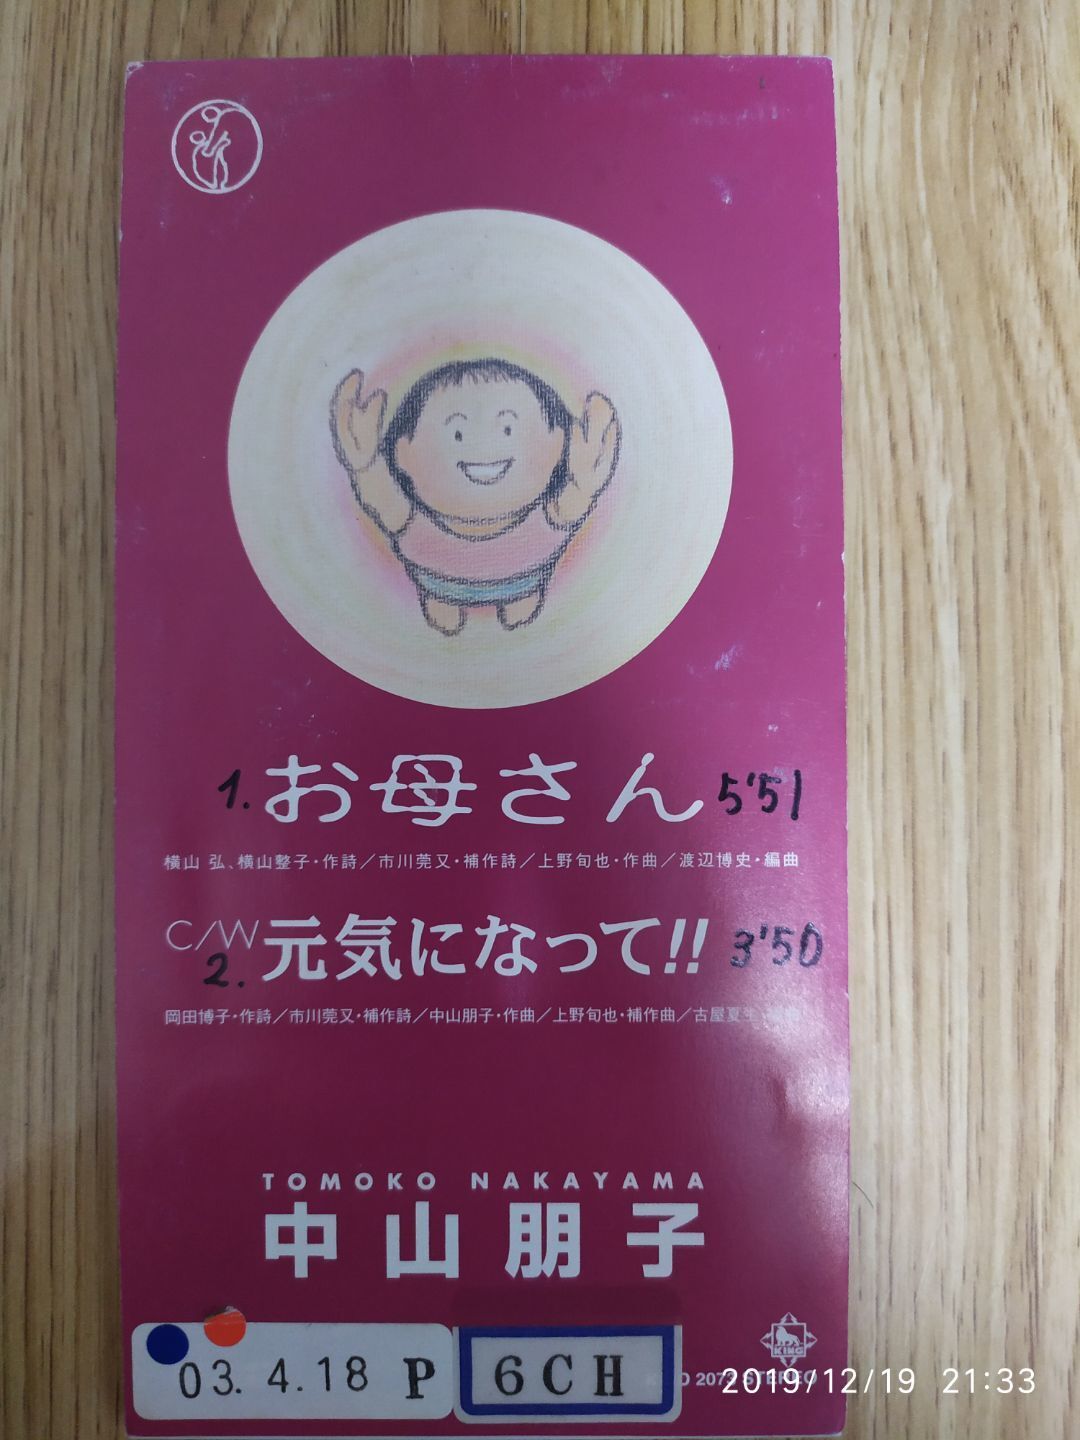 1. お母さん 5'51
横山 弘、横山整子・作詩／市川莞又・補作詩／上野旬也・作曲／渡辺博史・編曲
C/W 2. 元気になって!! 3'50
岡田博子・作詩／市川莞又・補作詩／中山朋子・作曲／上野旬也・補作曲／古屋夏
TOMOKO NAKAYAMA
中山朋子
KING
03. 4.18 P 6CH
STEREO
2019/12/19 21:33